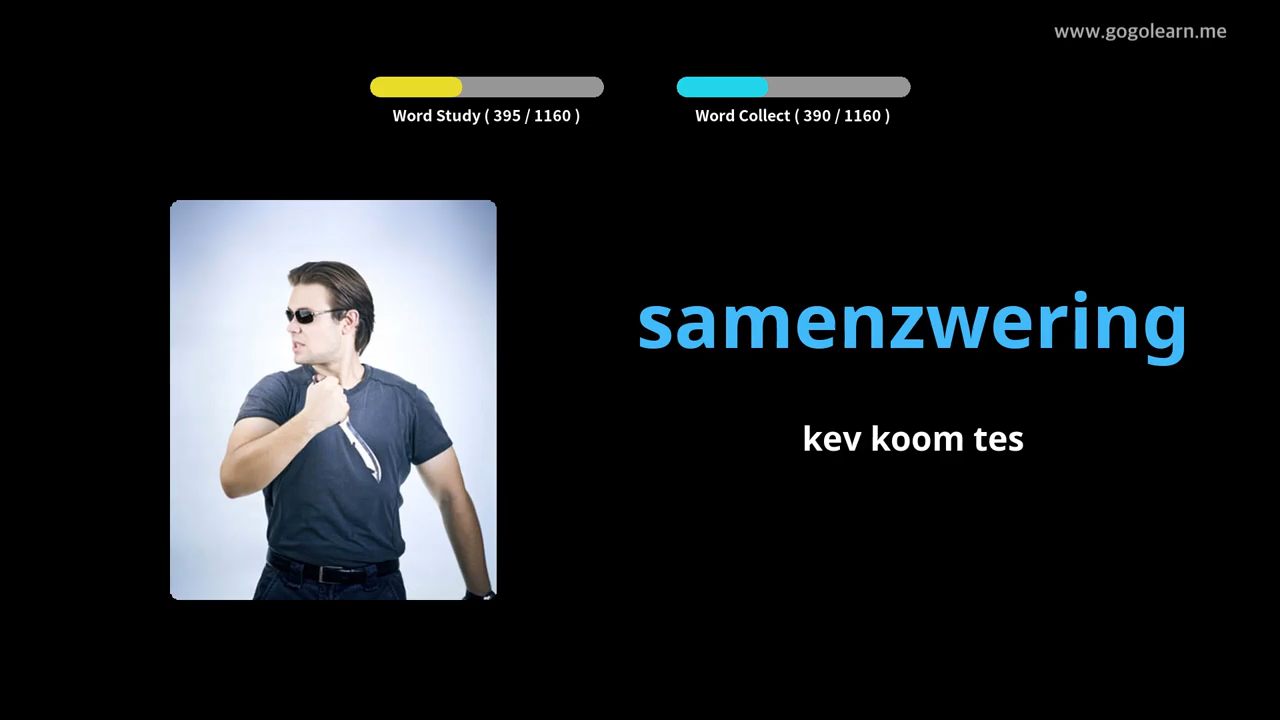 www.gogolearn.me
Word Study ( 395 / 1160 )
Word Collect ( 390 / 1160 )
samenzwering
kev koom tes